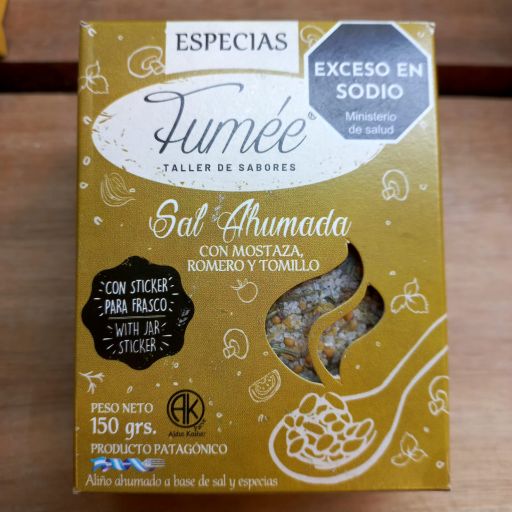 ESPECIAS
EXCESO EN
SODIO
Ministerio
de salud
Fumée
TALLER DE SABORES
Sal Ahumada
CON MOSTAZA,
ROMERO Y TOMILLO
CON STICKER
PARA FRASCO
WITH JAR
STICKER
PESO NETO
150 grs.
AK
Ajdut Kosher
PRODUCTO PATAGÓNICO
Aliño ahumado a base de sal y especias